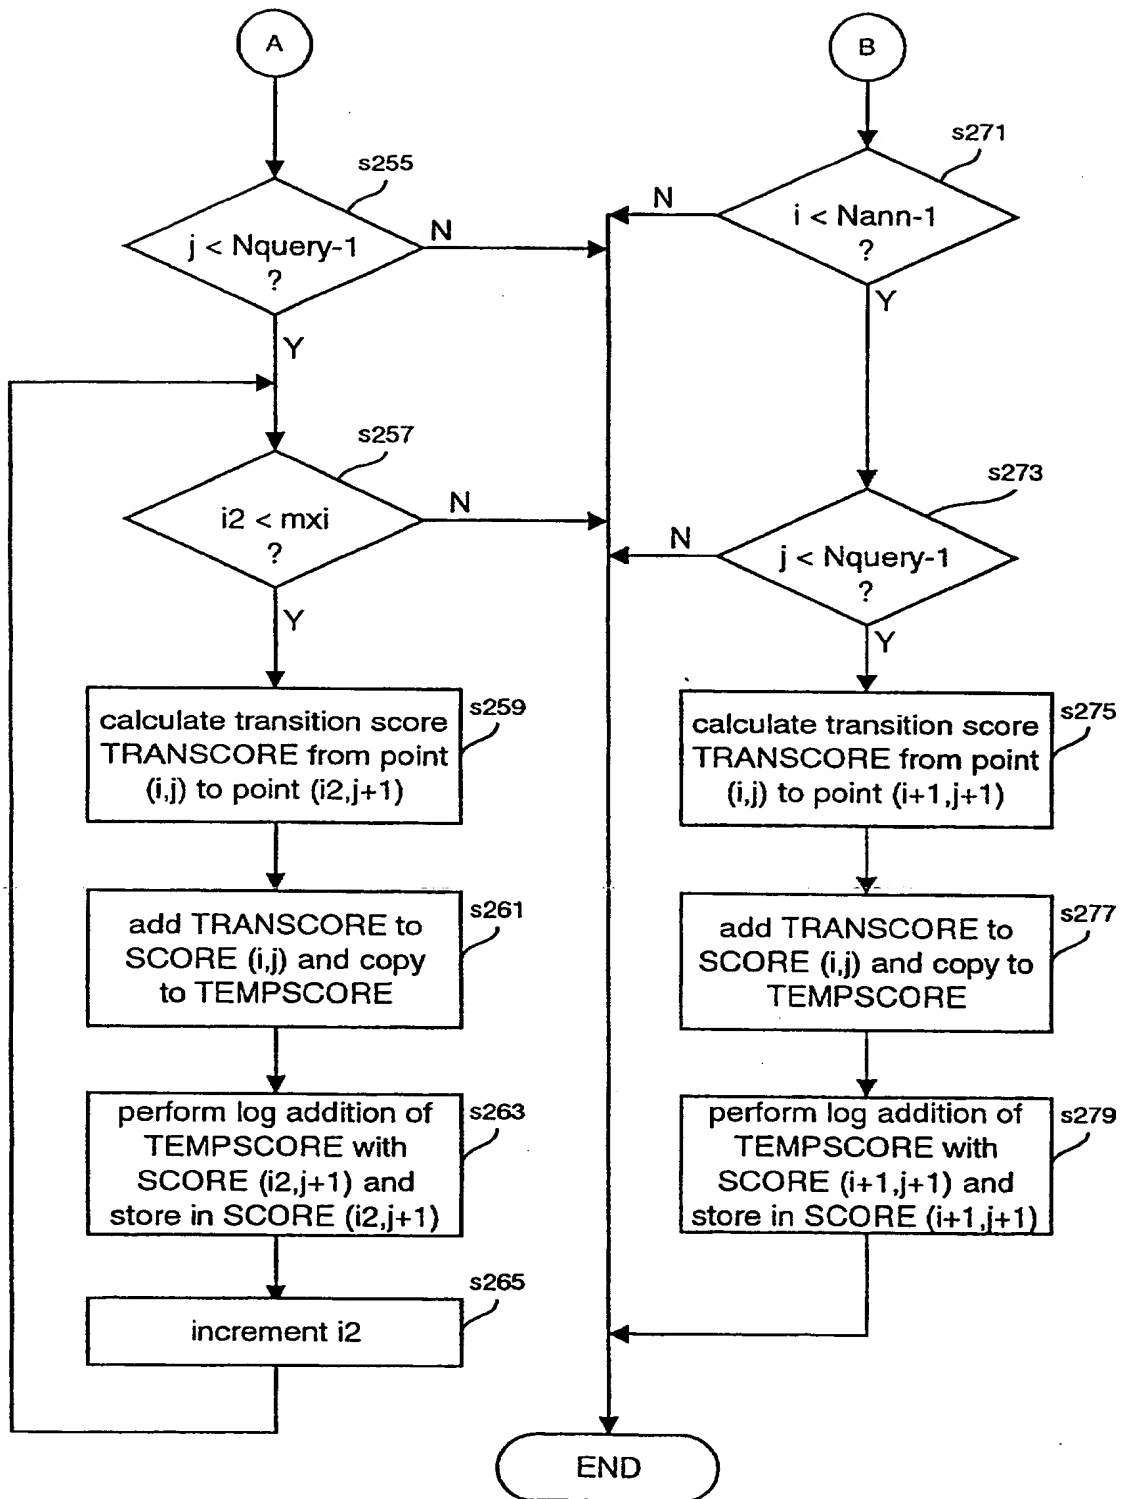 A
s255
j < Nquery-1
?
N
Y
s257
i2 < mxi
?
N
Y
calculate transition score
TRANSCORE from point
(i,j) to point (i2,j+1)
s259
add TRANSCORE to
SCORE (i,j) and copy
to TEMPSCORE
s261
perform log addition of
TEMPSCORE with
SCORE (i2,j+1) and
store in SCORE (i2,j+1)
s263
s265
increment i2
B
s271
N
i < Nann-1
?
Y
s273
N
j < Nquery-1
?
Y
calculate transition score
TRANSCORE from point
(i,j) to point (i+1,j+1)
s275
add TRANSCORE to
SCORE (i,j) and copy to
TEMPSCORE
s277
perform log addition of
TEMPSCORE with
SCORE (i+1,j+1) and
store in SCORE (i+1,j+1)
s279
END